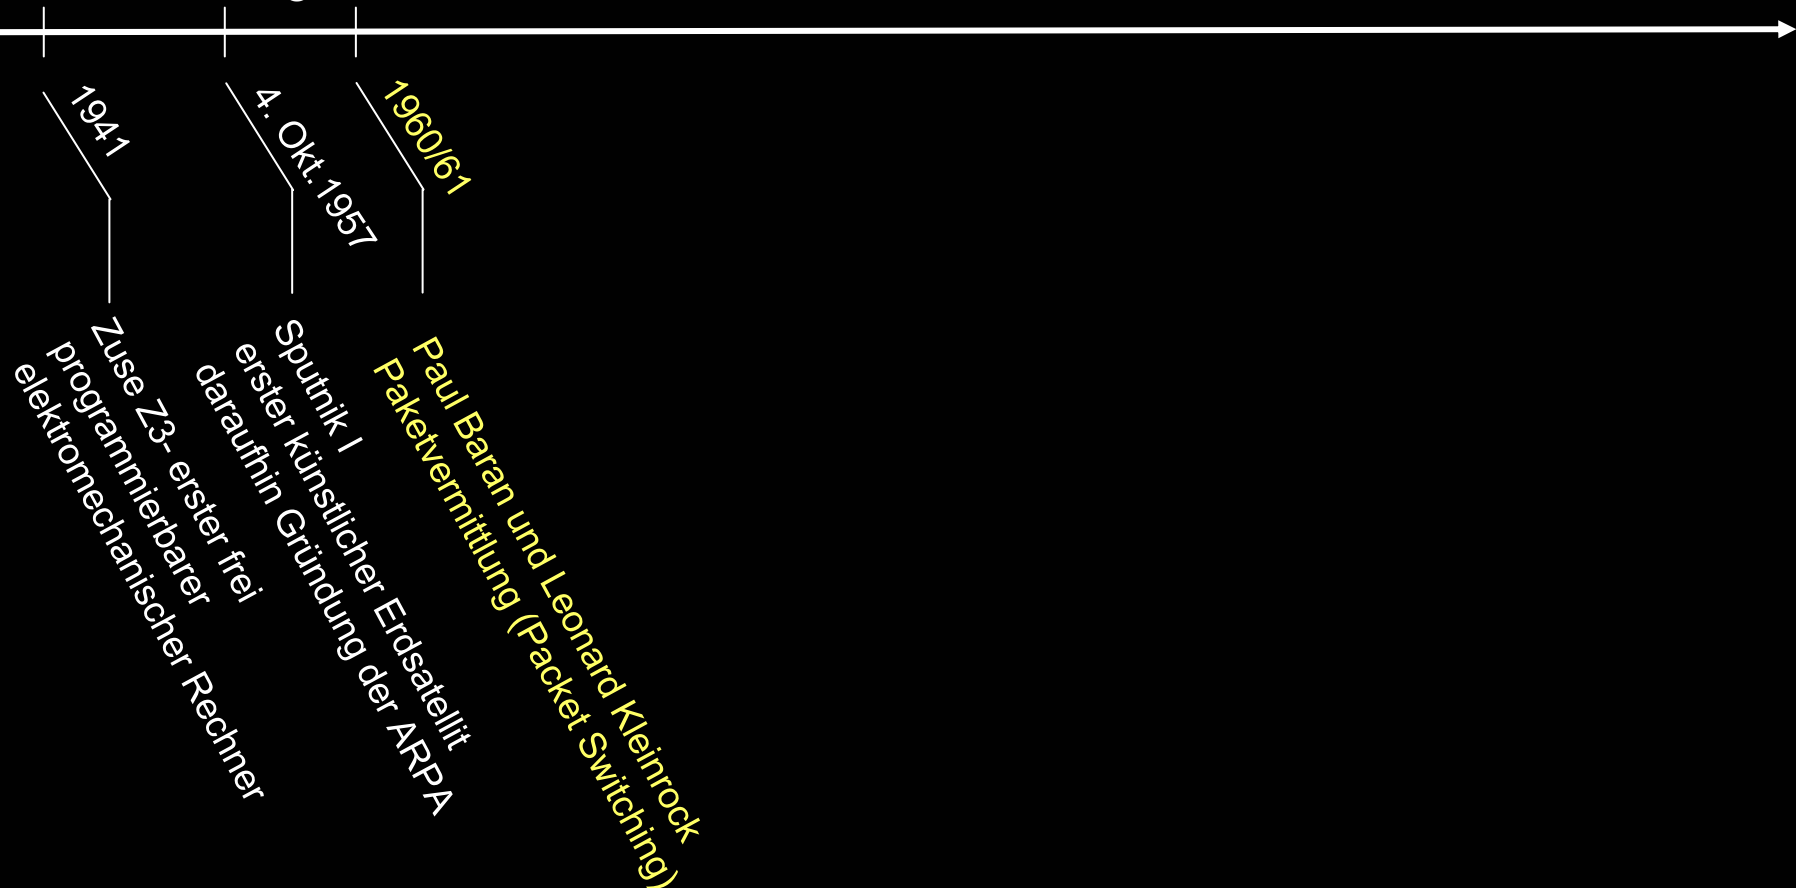 1941
Zuse Z3- erster frei
programmierbarer
elektromechanischer Rechner
4. Okt.1957
Sputnik I
erster künstlicher Erdsatellit
daraufhin Gründung der ARPA
1960/61
Paul Baran und Leonard Kleinrock
Paketvermittlung (Packet Switching)